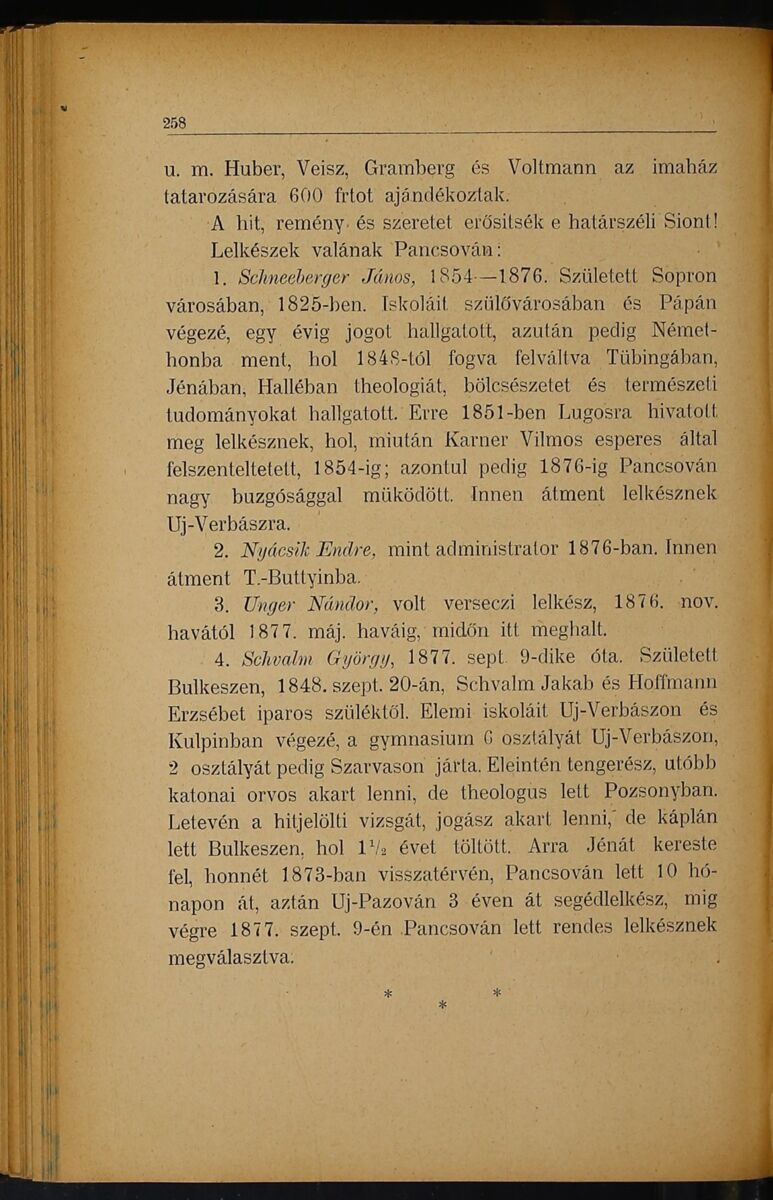 258
u. m. Huber, Veisz, Gramberg és Voltmann az imaház
tatarozására 600 frtot ajándékoztak.
A hit, remény és szeretet erősitsék e határszéli Siont!
Lelkészek valának Pancsován:
1. Schneeberger János, 1854—1876. Született Sopron
városában, 1825-ben. Iskoláit szülővárosában és Pápán
végezé, egy évig jogot hallgatott, azután pedig Német-
honba ment, hol 1848-tól fogva felváltva Tübingában,
Jénában, Halléban theologiát, bölcsészetet és természeti
tudományokat hallgatott. Erre 1851-ben Lugosra hivatott
meg lelkésznek, hol, miután Karner Vilmos esperes által
felszenteltetett, 1854-ig; azontul pedig 1876-ig Pancsován
nagy buzgósággal müködött. Innen átment lelkésznek
Uj-Verbászra.
2. Nyácsik Endre, mint administrator 1876-ban. Innen
átment T.-Buttyinba.
3. Unger Nándor, volt verseczi lelkész, 1876. nov.
havától 1877. máj. haváig, midőn itt meghalt.
4. Schvalm György, 1877. sept. 9-dike óta. Született
Bulkeszen, 1848. szept. 20-án, Schvalm Jakab és Hoffmann
Erzsébet iparos szüléktől. Elemi iskoláit Uj-Verbászon és
Kulpinban végezé, a gymnasium 6 osztályát Uj-Verbászon,
2 osztályát pedig Szarvason járta. Eleintén tengerész, utóbb
katonai orvos akart lenni, de theologus lett Pozsonyban.
Letevén a hitjelölti vizsgát, jogász akart lenni, de káplán
lett Bulkeszen, hol 1½ évet töltött. Arra Jénát kereste
fel, honnét 1873-ban visszatérvén, Pancsován lett 10 hó-
napon át, aztán Uj-Pazován 3 éven át segédlelkész, mig
végre 1877. szept. 9-én Pancsován lett rendes lelkésznek
megválasztva.
* * *